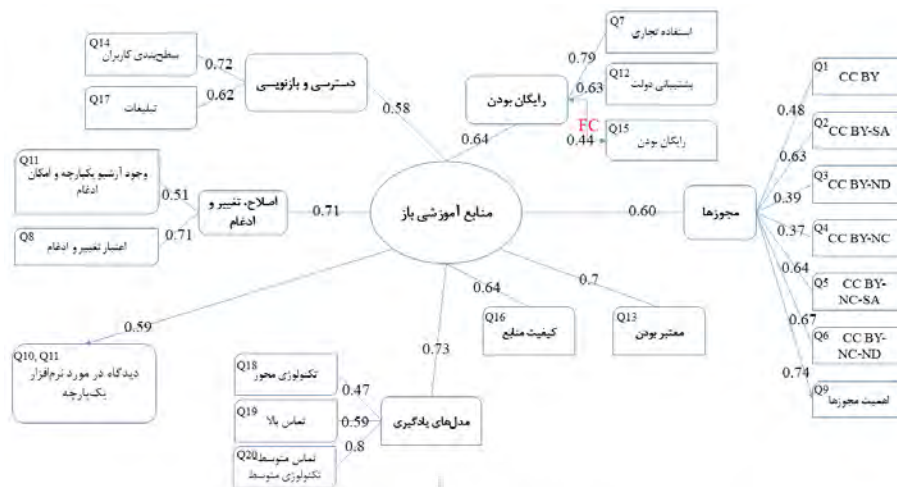 Q14
سطح‌بندی کاربران
0.72
Q17
تبلیغات
0.62
دسترسی و بازنویسی
0.58
Q7
استفاده تجاری
0.79
Q12
پشتیبانی دولت
0.63
FC
Q15
رایگان بودن
0.44
رایگان بودن
0.64
Q1
CC BY
0.48
Q2
CC BY-SA
0.63
Q3
CC BY-ND
0.39
Q4
CC BY-NC
0.37
Q5
CC BY-
NC-SA
0.64
Q6
CC BY-
NC-ND
0.67
Q9
اهمیت مجوزها
0.74
مجوزها
0.60
منابع آموزشی باز
Q11
وجود آرشیو یکپارچه و امکان
ادغام
0.51
Q8
اعتبار تغییر و ادغام
0.71
اصلاح، تغییر و
ادغام
0.71
0.59
Q10, Q11
دیدگاه در مورد نرم‌افزار
یکپارچه
0.64
Q16
کیفیت منابع
0.7
Q13
معتبر بودن
0.73
Q18
تکنولوژی محور
0.47
Q19
تماس بالا
0.59
Q20
تماس متوسط-
تکنولوژی متوسط
0.8
مدل‌های یادگیری